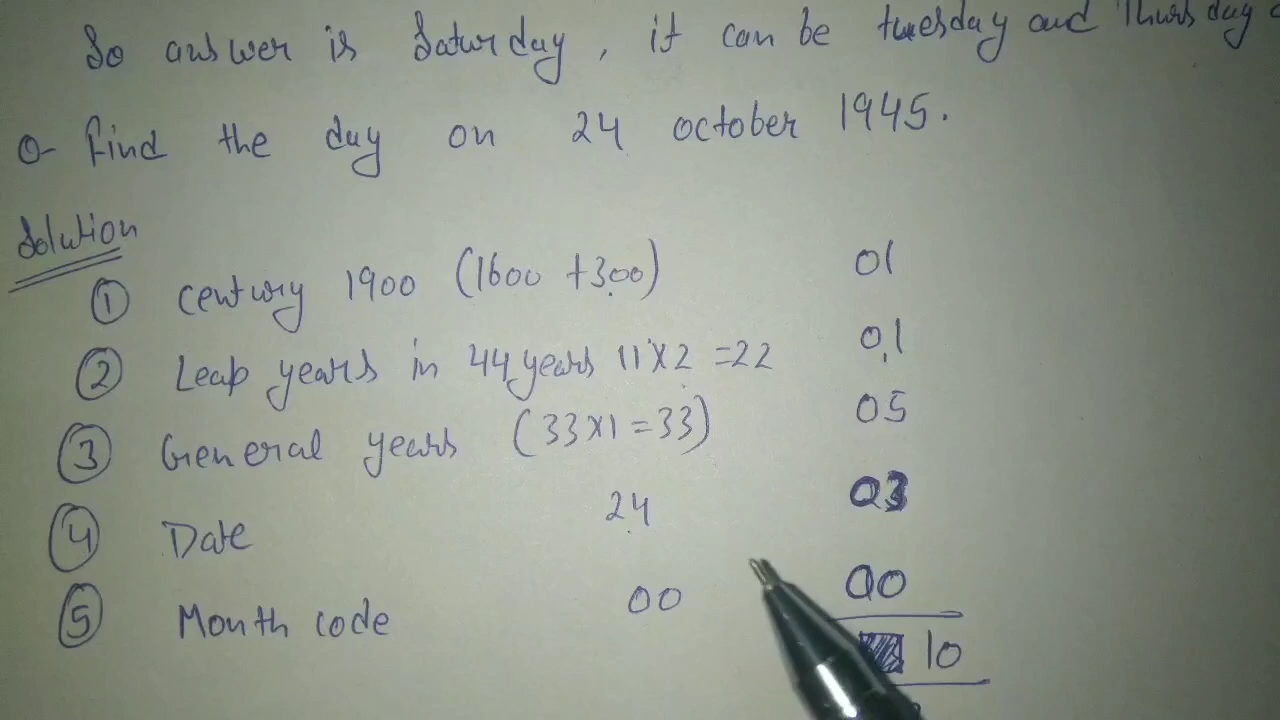 So answer is Saturday, it can be tuesday and Thursday
Q- Find the day on 24 october 1945.
Solution
① century 1900 (1600 +300) 01
② Leap years in 44 years 11X2 =22 01
③ General years (33X1=33) 05
④ Date 24 03
⑤ Month code 00 00
10